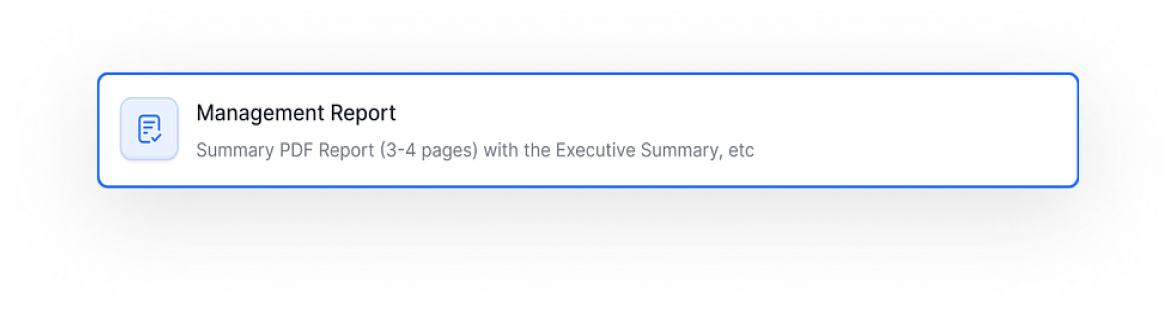 Management Report
Summary PDF Report (3-4 pages) with the Executive Summary, etc